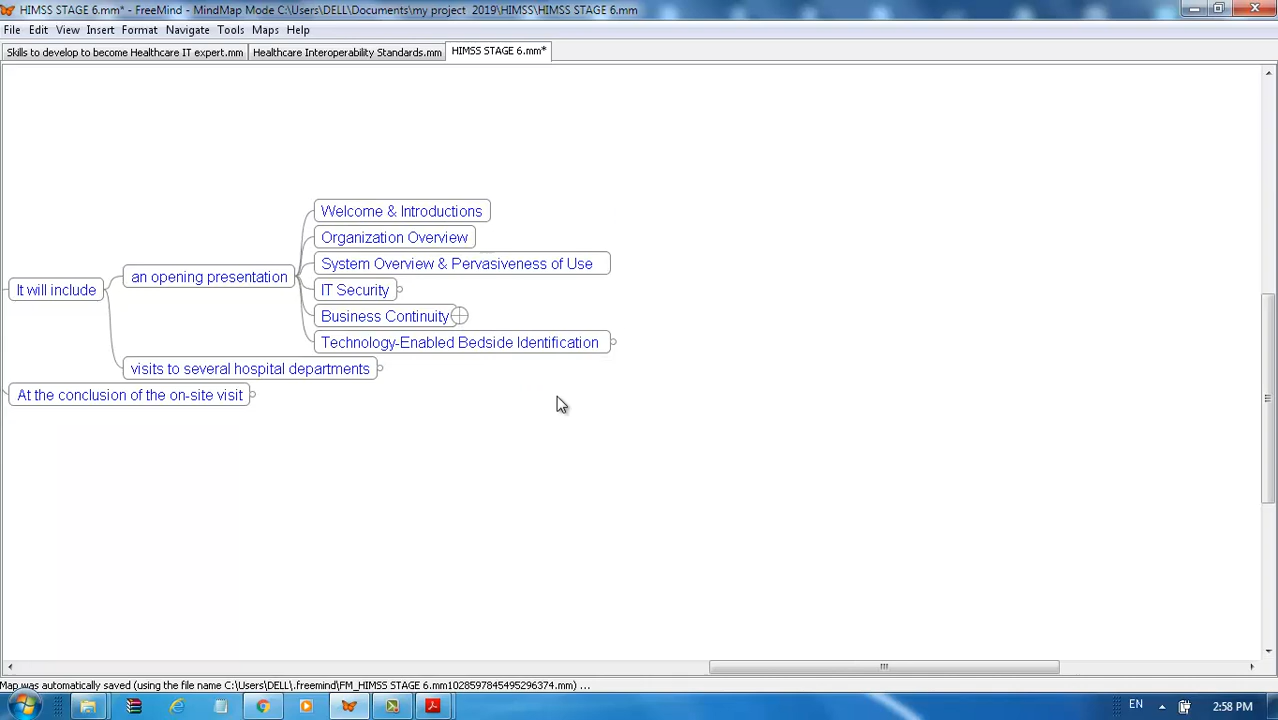 HIMSS STAGE 6.mm* - FreeMind - MindMap Mode C:\Users\DELL\Documents\my project  2019\HIMSS\HIMSS STAGE 6.mm
File Edit View Insert Format Navigate Tools Maps Help
Skills to develop to become Healthcare IT expert.mm Healthcare Interoperability Standards.mm HIMSS STAGE 6.mm*
Welcome & Introductions
Organization Overview
System Overview & Pervasiveness of Use
It will include
an opening presentation
IT Security
Business Continuity
Technology-Enabled Bedside Identification
visits to several hospital departments
At the conclusion of the on-site visit
Map was automatically saved (using the file name C:\Users\DELL\.freemind\FM_HIMSS STAGE 6.mm1028597845495296374.mm) ...
EN 2:58 PM